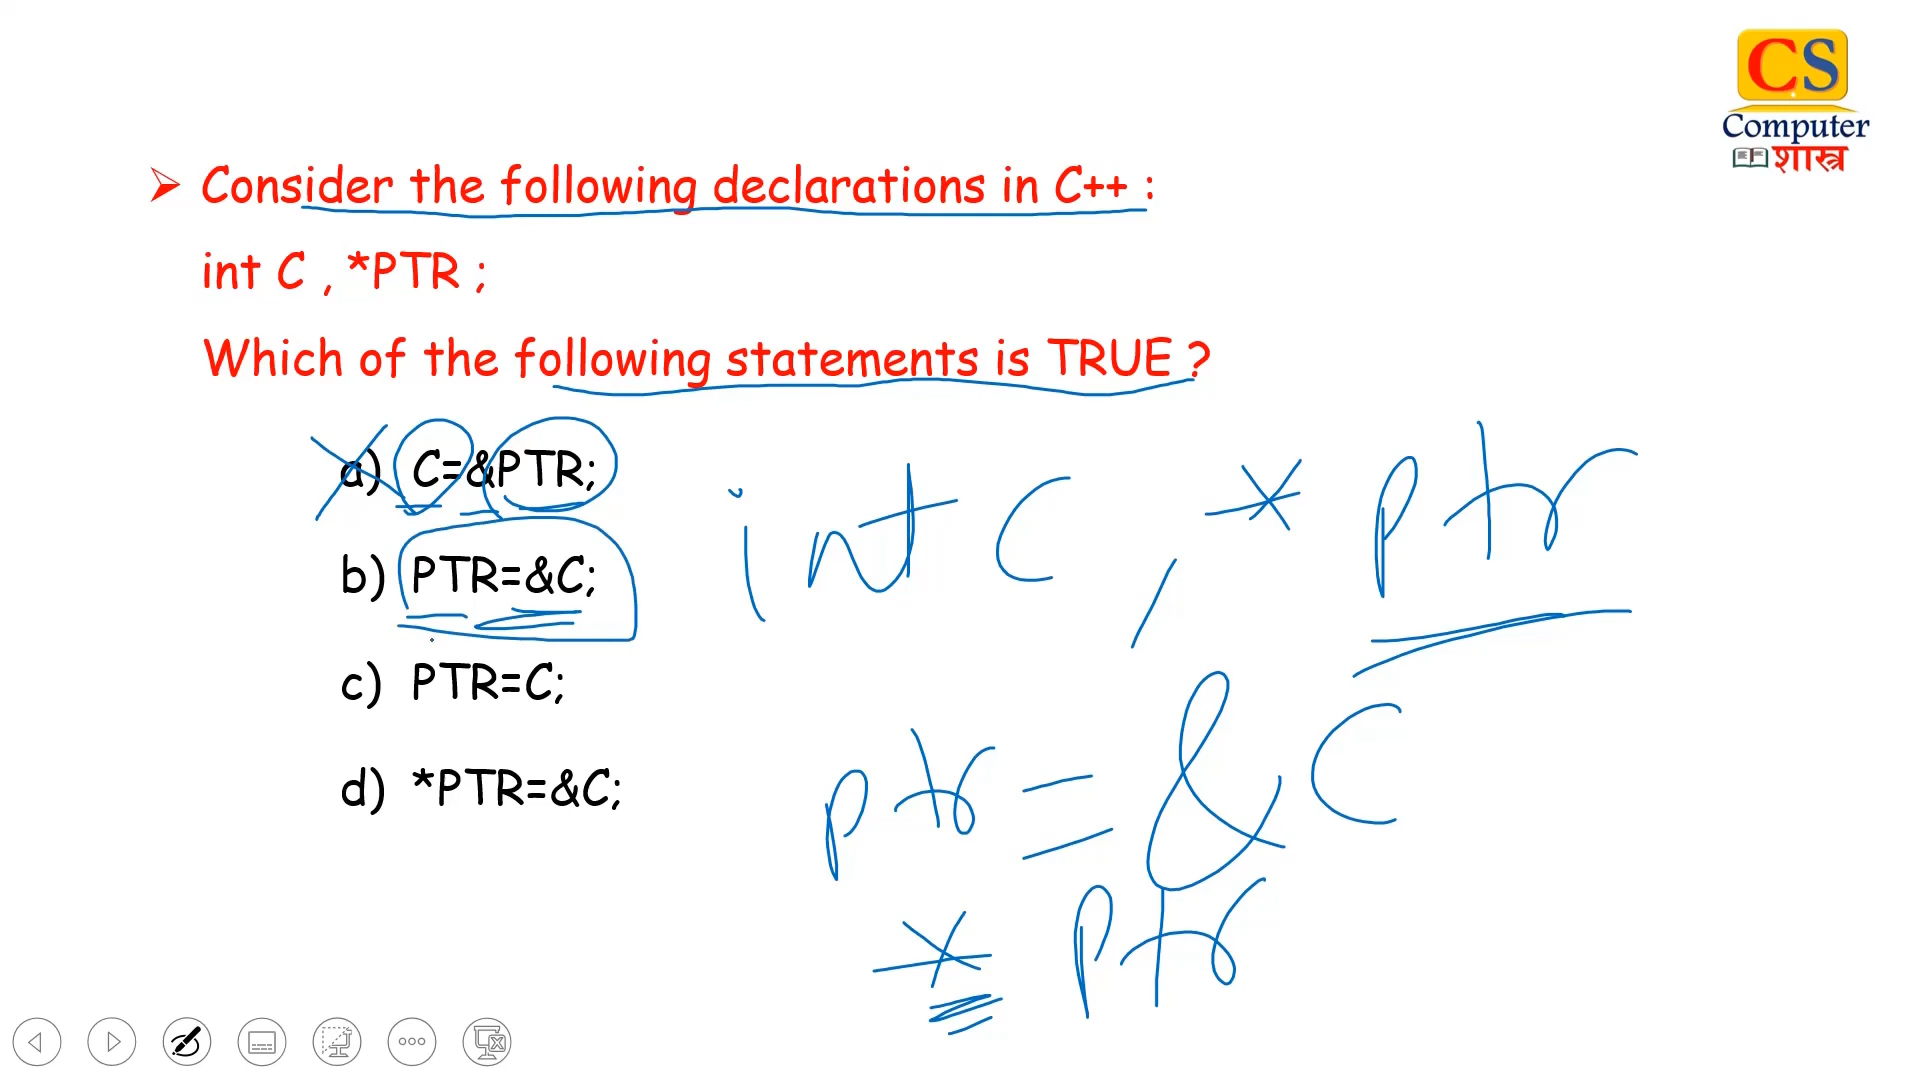 CS
Computer
शास्त्र
➢ Consider the following declarations in C++ :
int C , *PTR ;
Which of the following statements is TRUE ?
a) C=&PTR;
b) PTR=&C;
c) PTR=C;
d) *PTR=&C;
int C , * ptr
ptr = & C
* ptr